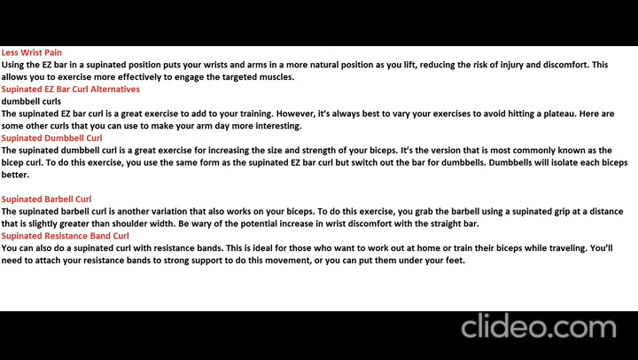 Less Wrist Pain
Using the EZ bar in a supinated position puts your wrists and arms in a more natural position as you lift, reducing the risk of injury and discomfort. This
allows you to exercise more effectively to engage the targeted muscles.
Supinated EZ Bar Curl Alternatives
dumbbell curls
The supinated EZ bar curl is a great exercise to add to your training. However, it's always best to vary your exercises to avoid hitting a plateau. Here are
some other curls that you can use to make your arm day more interesting.
Supinated Dumbbell Curl
The supinated dumbbell curl is a great exercise for increasing the size and strength of your biceps. It's the version that is most commonly known as the
bicep curl. To do this exercise, you use the same form as the supinated EZ bar curl but switch out the bar for dumbbells. Dumbbells will isolate each biceps
better.
Supinated Barbell Curl
The supinated barbell curl is another variation that also works on your biceps. To do this exercise, you grab the barbell using a supinated grip at a distance
that is slightly greater than shoulder width. Be wary of the potential increase in wrist discomfort with the straight bar.
Supinated Resistance Band Curl
You can also do a supinated curl with resistance bands. This is ideal for those who want to work out at home or train their biceps while traveling. You'll
need to attach your resistance bands to strong support to do this movement, or you can put them under your feet.
clideo.com